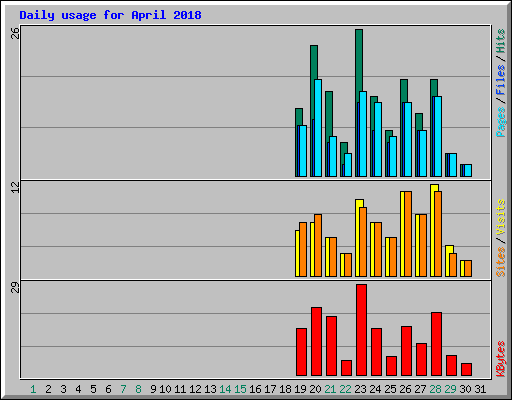 Daily usage for April 2018
26
Pages / Files / Hits
12
Sites / Visits
29
KBytes
1 2 3 4 5 6 7 8 9 10 11 12 13 14 15 16 17 18 19 20 21 22 23 24 25 26 27 28 29 30 31